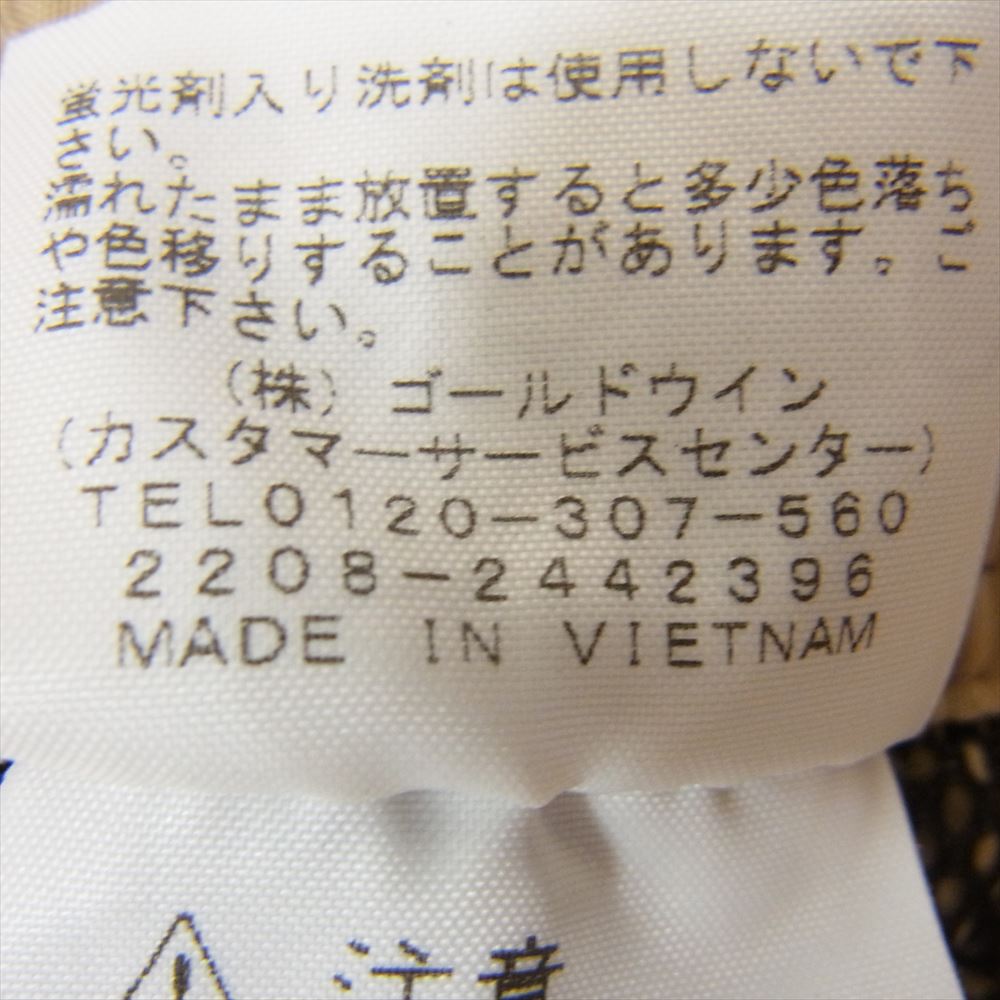 蛍光剤入り洗剤は使用しないで下
さい。
濡れたまま放置すると多少色落ち
や色移りすることがあります。ご
注意下さい。
(株) ゴールドウイン
(カスタマーサービスセンター)
TEL0120-307-560
2208-2442396
MADE IN VIETNAM
注意